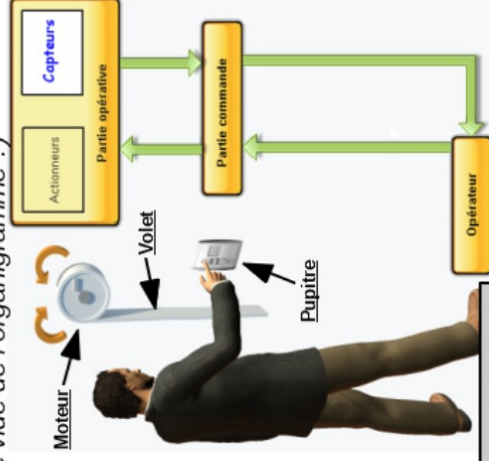 vide de l'organigramme !)
Moteur
Volet
Pupitre
Actionneurs
Capteurs
Partie opérative
Partie commande
Opérateur